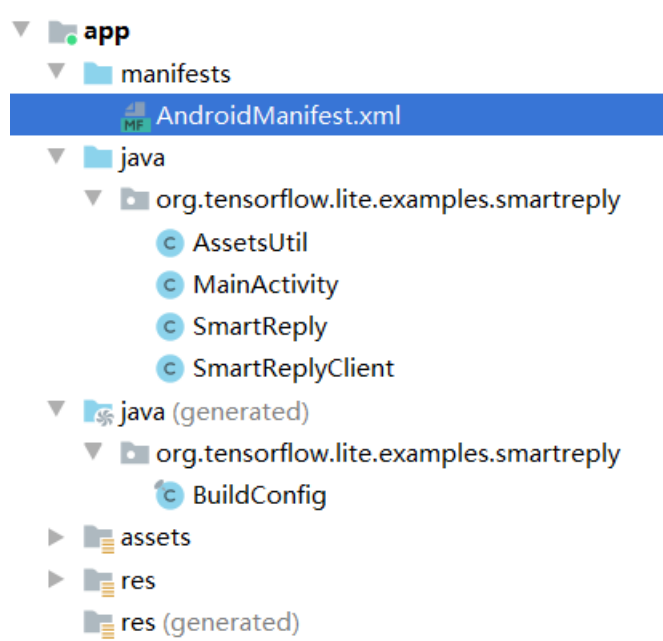 app
manifests
MF AndroidManifest.xml
java
org.tensorflow.lite.examples.smartreply
C AssetsUtil
C MainActivity
C SmartReply
C SmartReplyClient
java (generated)
org.tensorflow.lite.examples.smartreply
C BuildConfig
assets
res
res (generated)